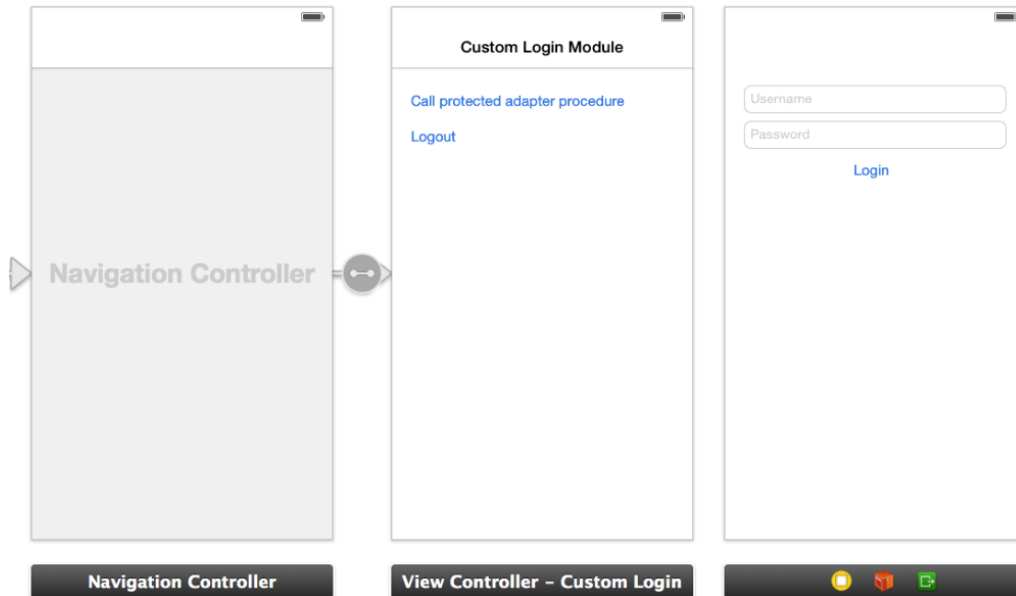 Navigation Controller
Navigation Controller
Custom Login Module
Call protected adapter procedure
Logout
View Controller – Custom Login
Username
Password
Login